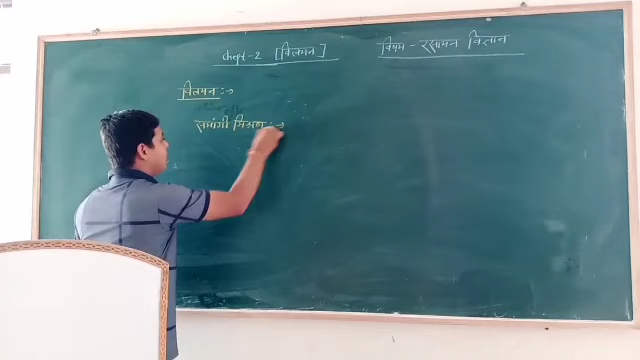 chept-2 [विलयन]
विषय - रसायन विज्ञान
विलयन :→
समांगी मिश्रण :→